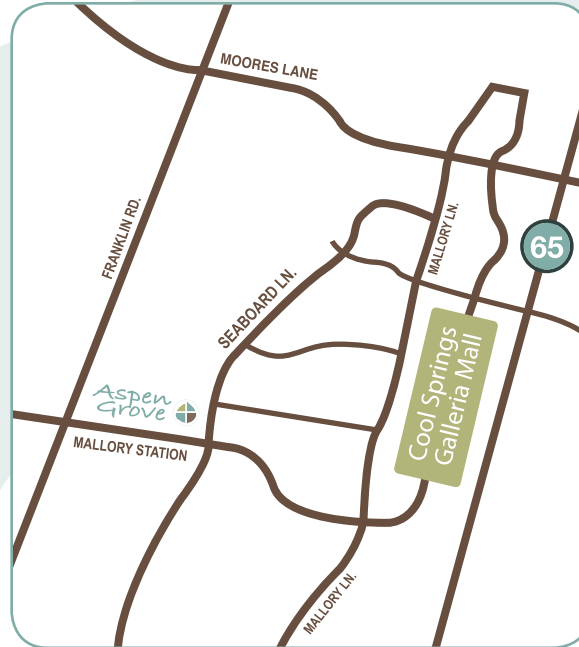 MOORES LANE
FRANKLIN RD.
MALLORY LN.
65
SEABOARD LN.
Cool Springs
Galleria Mall
Aspen
Grove
MALLORY STATION
MALLORY LN.